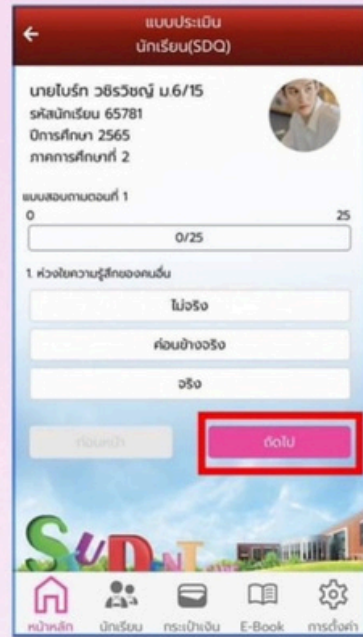 แบบประเมิน
นักเรียน(SDQ)
นายไบร์ท วชิรวิชญ์ ม.6/15
รหัสนักเรียน 65781
ปีการศึกษา 2565
ภาคการศึกษาที่ 2
แบบสอบถามตอนที่ 1
0 25
0/25
1. ห่วงใยความรู้สึกของคนอื่น
ไม่จริง
ค่อนข้างจริง
จริง
ก่อนหน้า ถัดไป
หน้าหลัก นักเรียน กระเป๋าเงิน E-Book การตั้งค่า